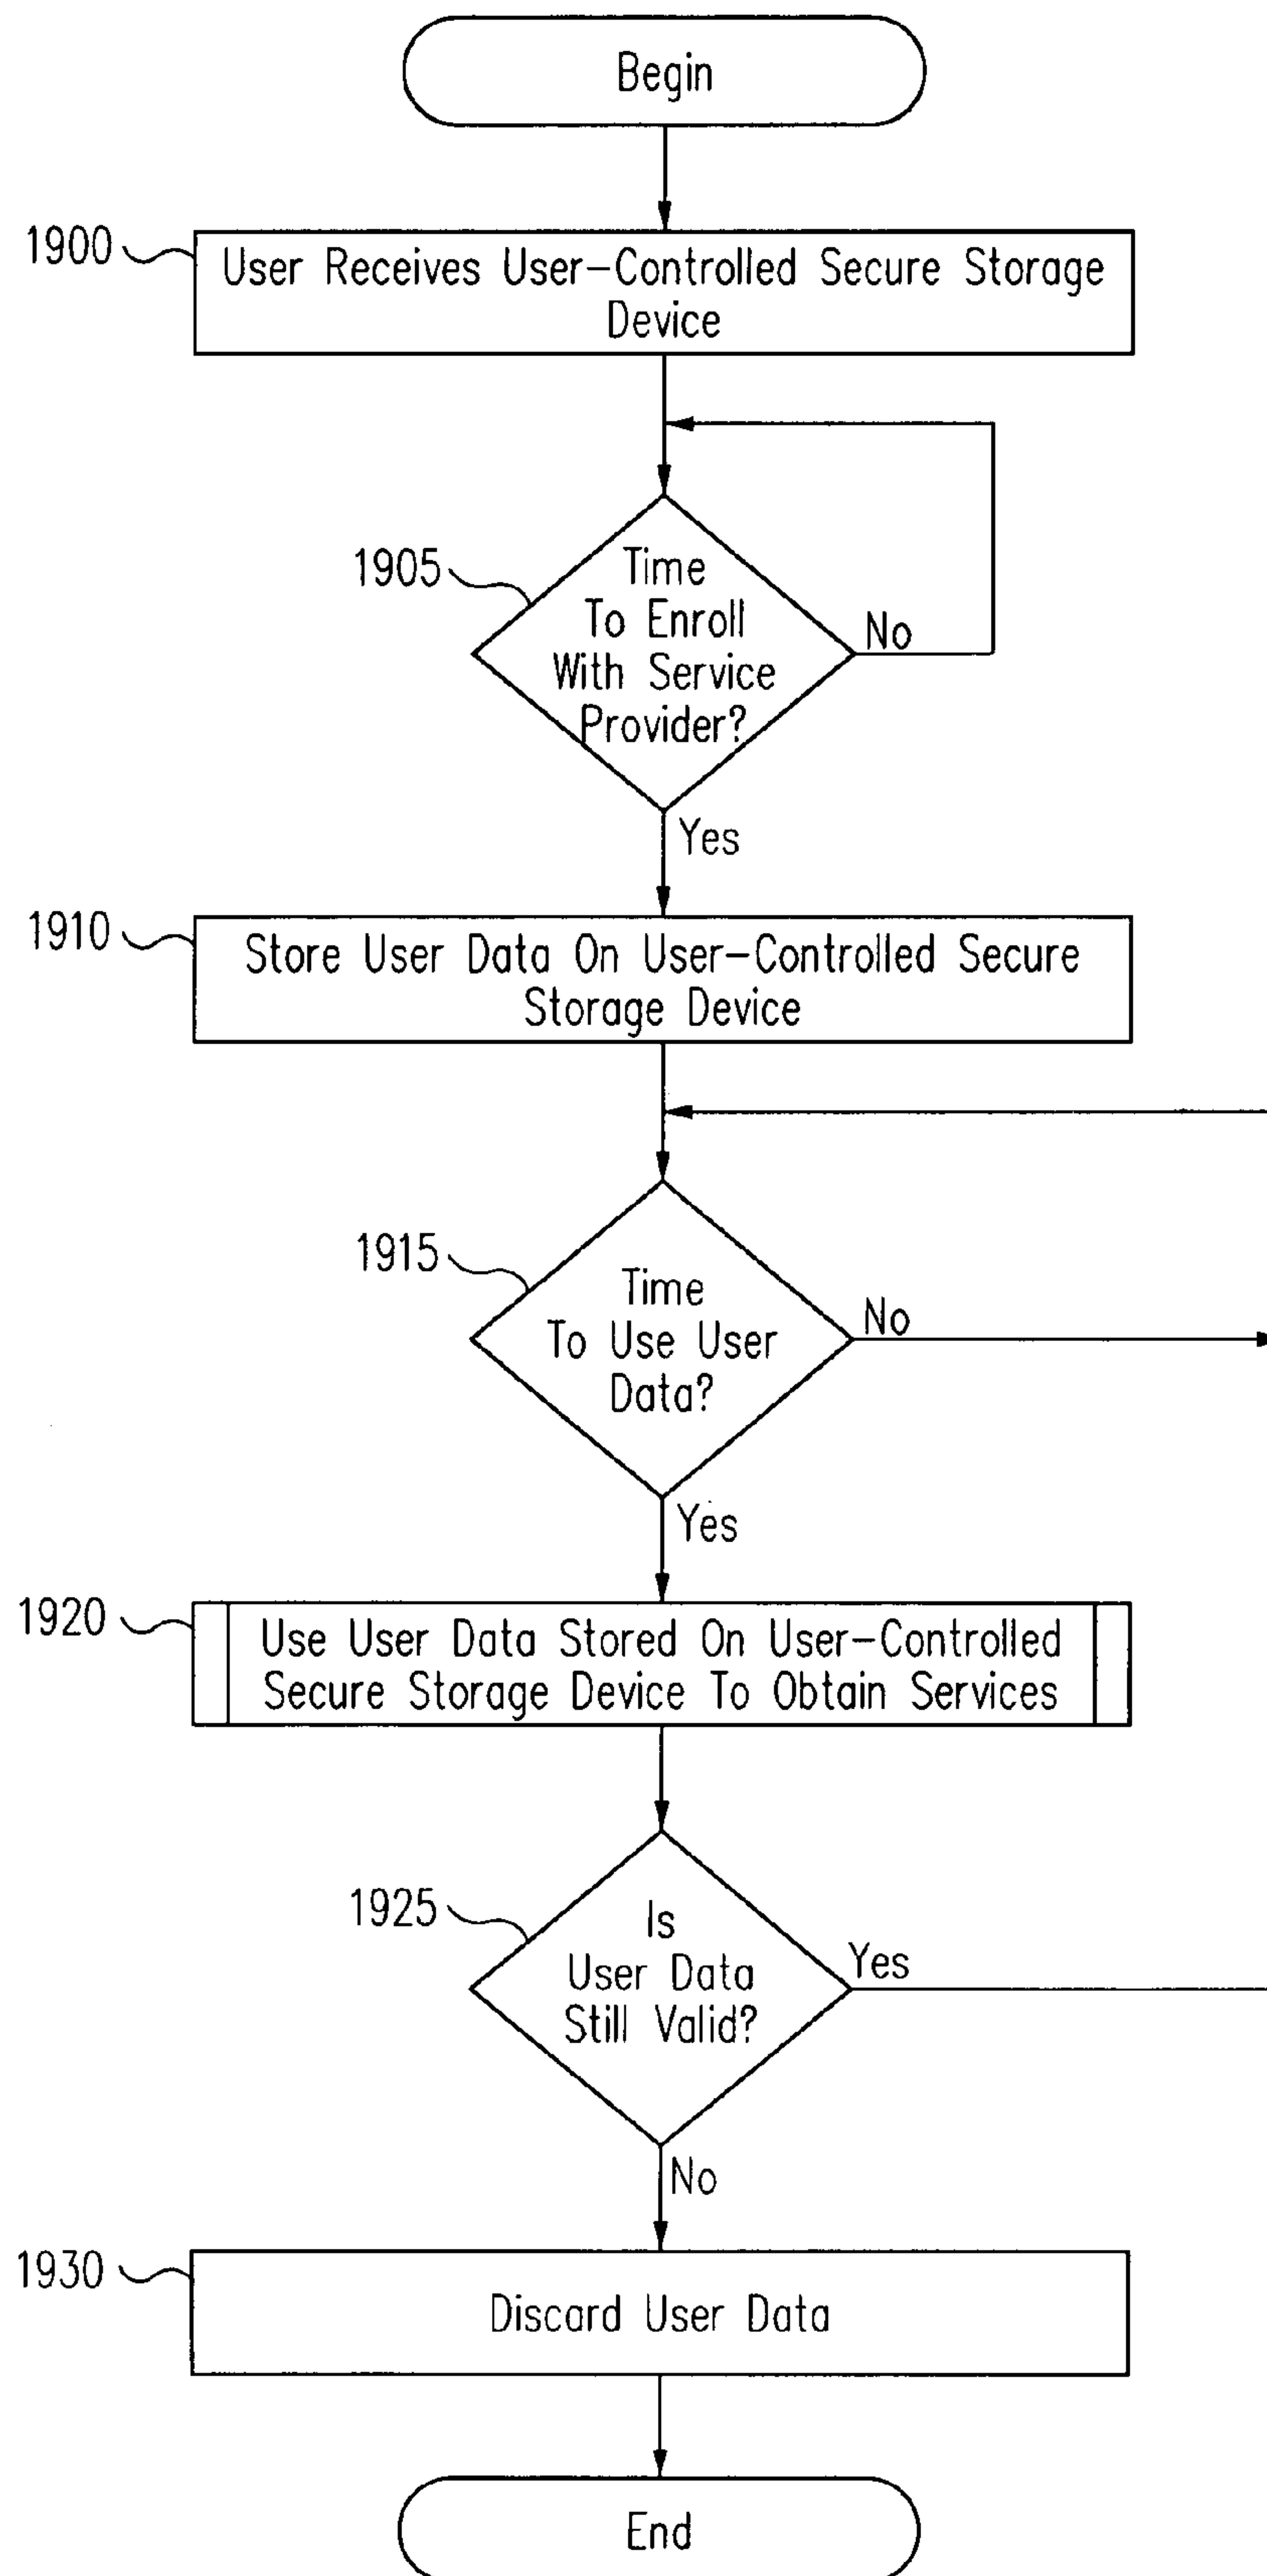 Begin
1900
User Receives User-Controlled Secure Storage
Device
1905
Time
To Enroll
With Service
Provider?
No
Yes
1910
Store User Data On User-Controlled Secure
Storage Device
1915
Time
To Use User
Data?
No
Yes
1920
Use User Data Stored On User-Controlled
Secure Storage Device To Obtain Services
1925
Is
User Data
Still Valid?
Yes
No
1930
Discard User Data
End